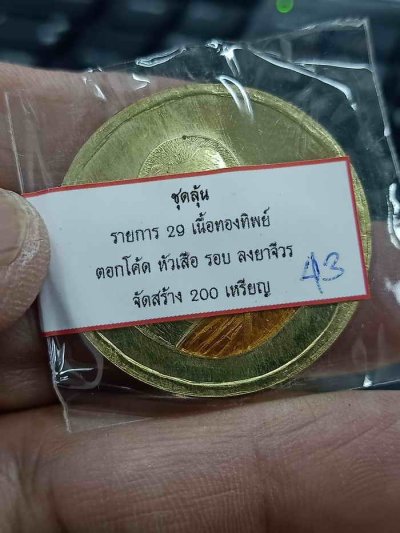 ชุดลุ้น
รายการ 29 เนื้อทองทิพย์
ตอกโค้ด หัวเสือ รอบ ลงยาจีวร
จัดสร้าง 200 เหรียญ
43